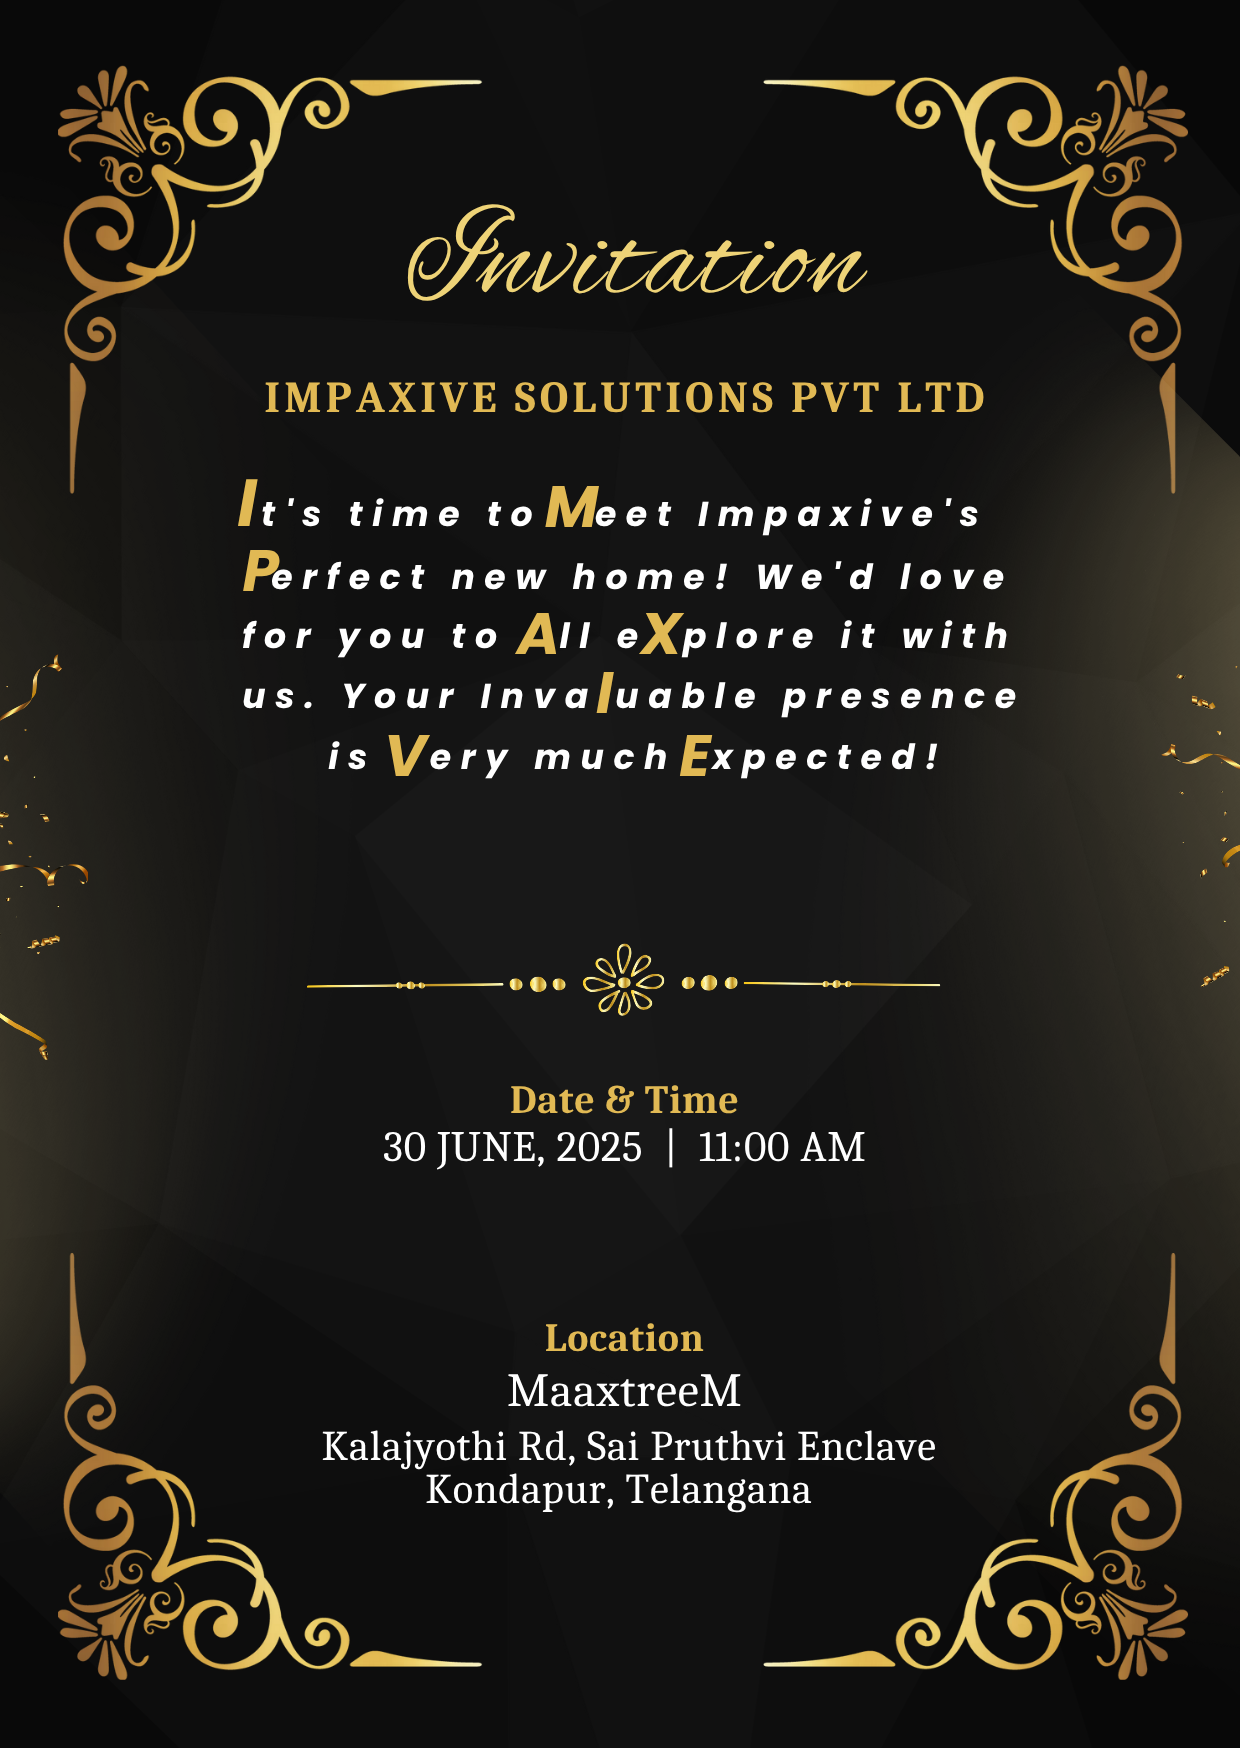 Invitation
IMPAXIVE SOLUTIONS PVT LTD
It's time to Meet Impaxive's
Perfect new home! We'd love
for you to All eXplore it with
us. Your InvaIuable presence
is Very much Expected!
Date & Time
30 JUNE, 2025 | 11:00 AM
Location
MaaxtreeM
Kalajyothi Rd, Sai Pruthvi Enclave
Kondapur, Telangana